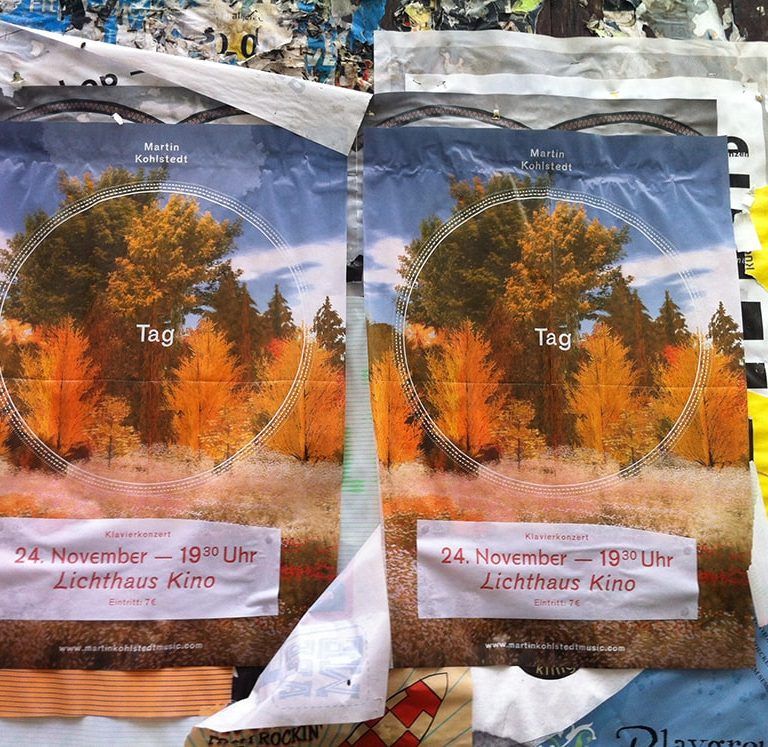 Martin
Kohlstedt
Tag
Klavierkonzert
24. November — 19³⁰ Uhr
Lichthaus Kino
Eintritt: 7 €
www.martinkohlstedtmusic.com
Martin
Kohlstedt
Tag
Klavierkonzert
24. November — 19³⁰ Uhr
Lichthaus Kino
Eintritt: 7 €
www.martinkohlstedtmusic.com
ROCKIN'